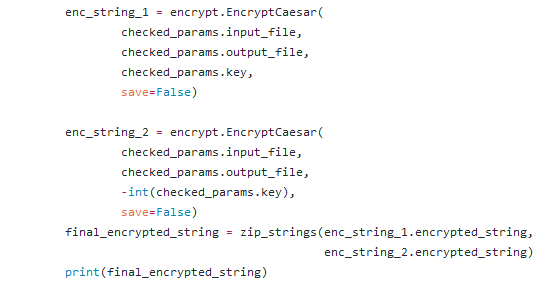 enc_string_1 = encrypt.EncryptCaesar(
checked_params.input_file,
checked_params.output_file,
checked_params.key,
save=False)
enc_string_2 = encrypt.EncryptCaesar(
checked_params.input_file,
checked_params.output_file,
-int(checked_params.key),
save=False)
final_encrypted_string = zip_strings(enc_string_1.encrypted_string,
enc_string_2.encrypted_string)
print(final_encrypted_string)